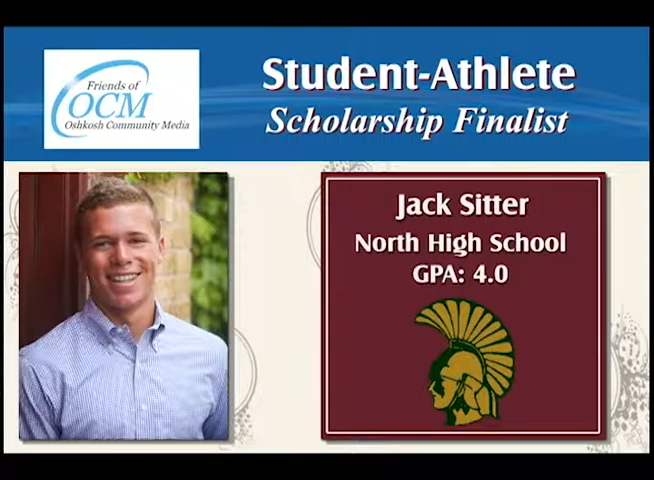 Friends of
OCM
Oshkosh Community Media
Student-Athlete
Scholarship Finalist
Jack Sitter
North High School
GPA: 4.0